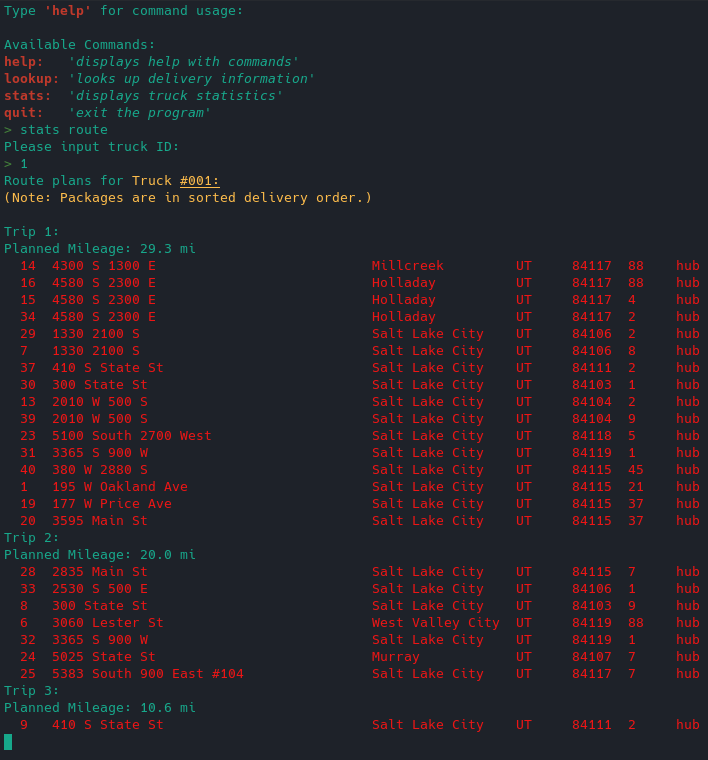 Type 'help' for command usage:
Available Commands:
help: 'displays help with commands'
lookup: 'looks up delivery information'
stats: 'displays truck statistics'
quit: 'exit the program'
> stats route
Please input truck ID:
> 1
Route plans for Truck #001:
(Note: Packages are in sorted delivery order.)
Trip 1:
Planned Mileage: 29.3 mi
14 4300 S 1300 E Millcreek UT 84117 88 hub
16 4580 S 2300 E Holladay UT 84117 88 hub
15 4580 S 2300 E Holladay UT 84117 4 hub
34 4580 S 2300 E Holladay UT 84117 2 hub
29 1330 2100 S Salt Lake City UT 84106 2 hub
7 1330 2100 S Salt Lake City UT 84106 8 hub
37 410 S State St Salt Lake City UT 84111 2 hub
30 300 State St Salt Lake City UT 84103 1 hub
13 2010 W 500 S Salt Lake City UT 84104 2 hub
39 2010 W 500 S Salt Lake City UT 84104 9 hub
23 5100 South 2700 West Salt Lake City UT 84118 5 hub
31 3365 S 900 W Salt Lake City UT 84119 1 hub
40 380 W 2880 S Salt Lake City UT 84115 45 hub
1 195 W Oakland Ave Salt Lake City UT 84115 21 hub
19 177 W Price Ave Salt Lake City UT 84115 37 hub
20 3595 Main St Salt Lake City UT 84115 37 hub
Trip 2:
Planned Mileage: 20.0 mi
28 2835 Main St Salt Lake City UT 84115 7 hub
33 2530 S 500 E Salt Lake City UT 84106 1 hub
8 300 State St Salt Lake City UT 84103 9 hub
6 3060 Lester St West Valley City UT 84119 88 hub
32 3365 S 900 W Salt Lake City UT 84119 1 hub
24 5025 State St Murray UT 84107 7 hub
25 5383 South 900 East #104 Salt Lake City UT 84117 7 hub
Trip 3:
Planned Mileage: 10.6 mi
9 410 S State St Salt Lake City UT 84111 2 hub